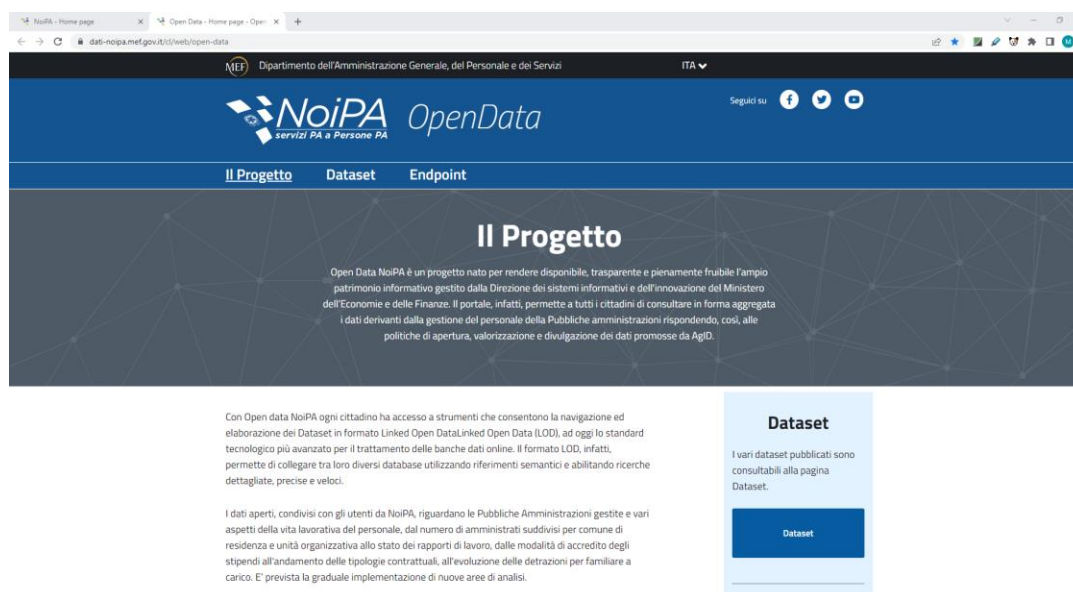 NoiPA - Home page
Open Data - Home page - Open
dati-noipa.mef.gov.it/cl/web/open-data
MEF Dipartimento dell'Amministrazione Generale, del Personale e dei Servizi ITA
NoiPA OpenData
servizi PA a Persone PA
Seguici su
Il Progetto Dataset Endpoint
Il Progetto
Open Data NoiPA è un progetto nato per rendere disponibile, trasparente e pienamente fruibile l'ampio
patrimonio informativo gestito dalla Direzione dei sistemi informativi e dell'innovazione del Ministero
dell'Economia e delle Finanze. Il portale, infatti, permette a tutti i cittadini di consultare in forma aggregata
i dati derivanti dalla gestione del personale della Pubbliche amministrazioni rispondendo, così, alle
politiche di apertura, valorizzazione e divulgazione dei dati promosse da AgID.
Con Open data NoiPA ogni cittadino ha accesso a strumenti che consentono la navigazione ed
elaborazione dei Dataset in formato Linked Open DataLinked Open Data (LOD), ad oggi lo standard
tecnologico più avanzato per il trattamento delle banche dati online. Il formato LOD, infatti,
permette di collegare tra loro diversi database utilizzando riferimenti semantici e abilitando ricerche
dettagliate, precise e veloci.
I dati aperti, condivisi con gli utenti da NoiPA, riguardano le Pubbliche Amministrazioni gestite e vari
aspetti della vita lavorativa del personale, dal numero di amministrati suddivisi per comune di
residenza e unità organizzativa allo stato dei rapporti di lavoro, dalle modalità di accredito degli
stipendi all'andamento delle tipologie contrattuali, all'evoluzione delle detrazioni per familiare a
carico. E' prevista la graduale implementazione di nuove aree di analisi.
Dataset
I vari dataset pubblicati sono
consultabili alla pagina
Dataset.
Dataset